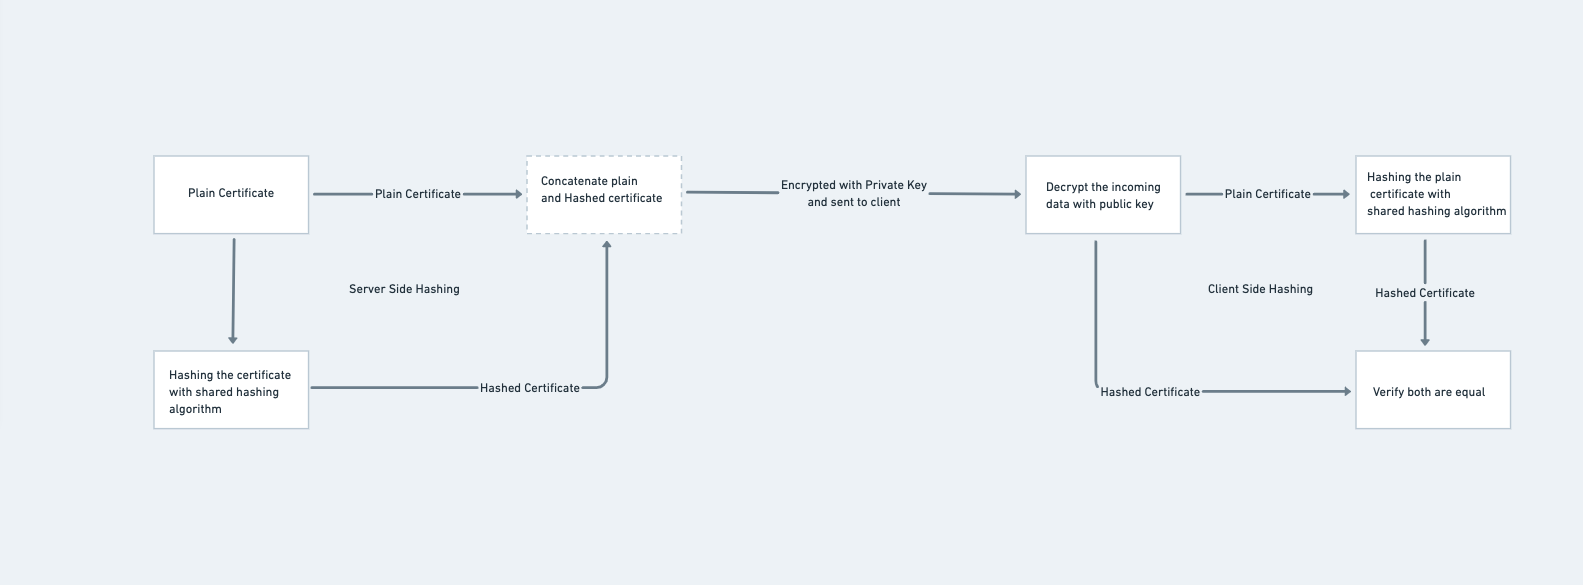 Plain Certificate
Plain Certificate
Concatenate plain
and Hashed certificate
Encrypted with Private Key
and sent to client
Decrypt the incoming
data with public key
Plain Certificate
Hashing the plain
certificate with
shared hashing algorithm
Server Side Hashing
Client Side Hashing
Hashed Certificate
Hashing the certificate
with shared hashing
algorithm
Hashed Certificate
Hashed Certificate
Verify both are equal